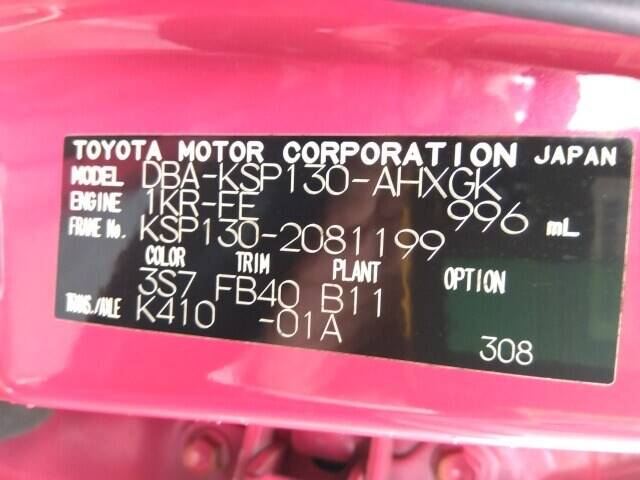 TOYOTA MOTOR CORPORATION JAPAN
MODEL DBA-KSP130-AHXGK
ENGINE 1KR-FE 996 mL
FRAME No. KSP130-2081199
COLOR TRIM PLANT OPTION
3S7 FB40 B11
TRANS./AXLE K410 -01A
308